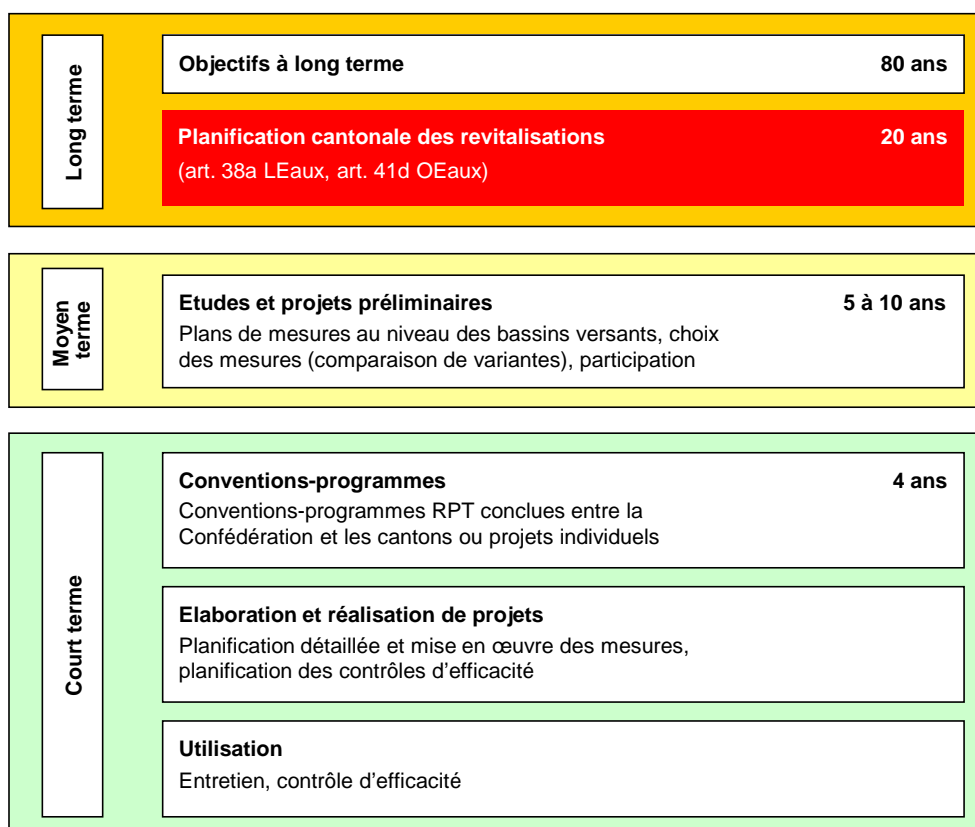 Long terme
Objectifs à long terme 80 ans
Planification cantonale des revitalisations 20 ans
(art. 38a LEaux, art. 41d OEaux)
Moyen
terme
Etudes et projets préliminaires 5 à 10 ans
Plans de mesures au niveau des bassins versants, choix
des mesures (comparaison de variantes), participation
Court terme
Conventions-programmes 4 ans
Conventions-programmes RPT conclues entre la
Confédération et les cantons ou projets individuels
Elaboration et réalisation de projets
Planification détaillée et mise en œuvre des mesures,
planification des contrôles d'efficacité
Utilisation
Entretien, contrôle d'efficacité